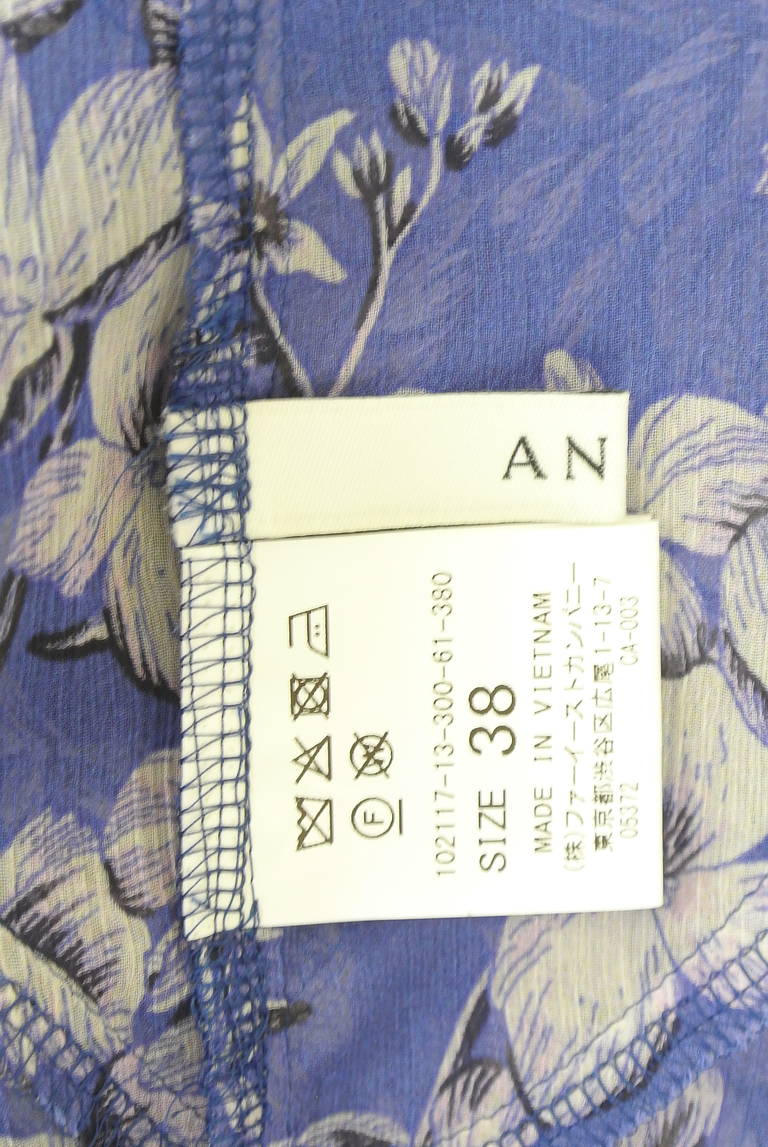 AN
F
W
102117-13-300-61-380
SIZE 38
MADE IN VIETNAM
(株)ファーイーストカンパニー
東京都渋谷区広尾1-13-7
05372 CA-003